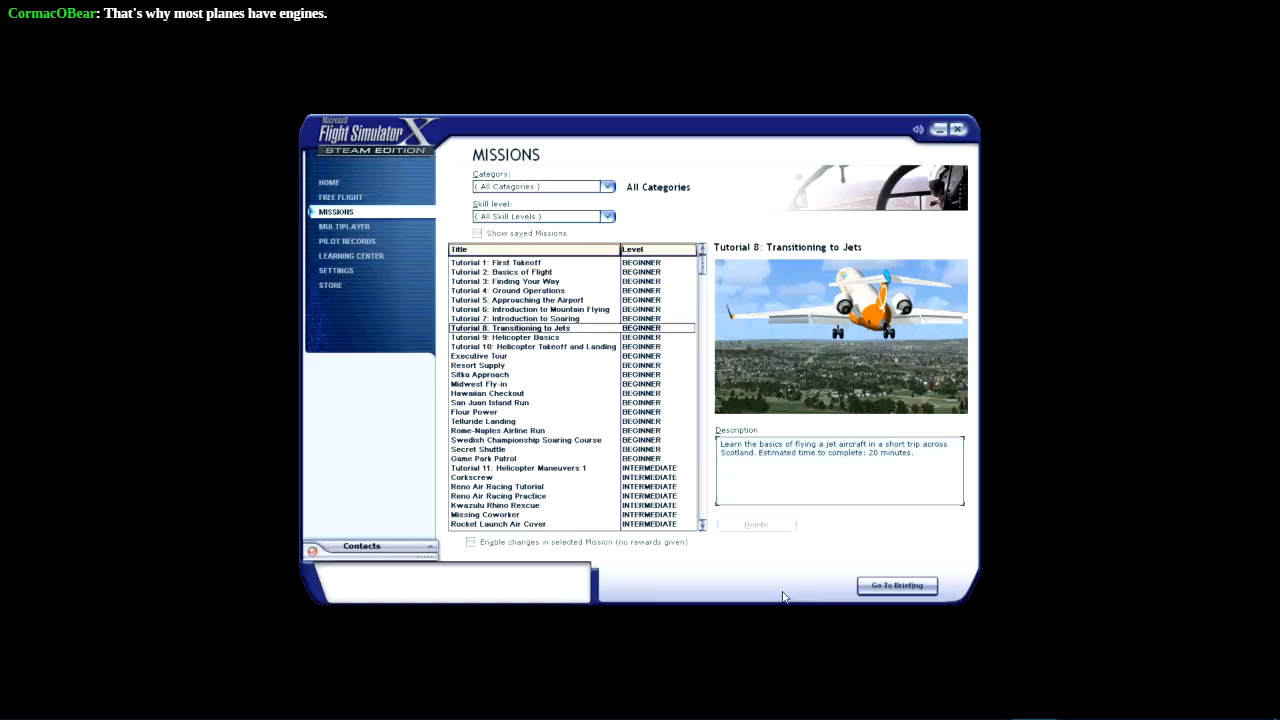 CormacOBear: That's why most planes have engines.
Microsoft
Flight Simulator X
STEAM EDITION
HOME
FREE FLIGHT
MISSIONS
MULTIPLAYER
PILOT RECORDS
LEARNING CENTER
SETTINGS
STORE
Contacts
MISSIONS
Category:
( All Categories )
All Categories
Skill level:
( All Skill Levels )
Show saved Missions
Title Level
Tutorial 1: First Takeoff BEGINNER
Tutorial 2: Basics of Flight BEGINNER
Tutorial 3: Finding Your Way BEGINNER
Tutorial 4: Ground Operations BEGINNER
Tutorial 5: Approaching the Airport BEGINNER
Tutorial 6: Introduction to Mountain Flying BEGINNER
Tutorial 7: Introduction to Soaring BEGINNER
Tutorial 8: Transitioning to Jets BEGINNER
Tutorial 9: Helicopter Basics BEGINNER
Tutorial 10: Helicopter Takeoff and Landing BEGINNER
Executive Tour BEGINNER
Resort Supply BEGINNER
Sitka Approach BEGINNER
Midwest Fly-in BEGINNER
Hawaiian Checkout BEGINNER
San Juan Island Run BEGINNER
Flour Power BEGINNER
Telluride Landing BEGINNER
Rome-Naples Airline Run BEGINNER
Swedish Championship Soaring Course BEGINNER
Secret Shuttle BEGINNER
Game Park Patrol BEGINNER
Tutorial 11: Helicopter Maneuvers 1 INTERMEDIATE
Corkscrew INTERMEDIATE
Reno Air Racing Tutorial INTERMEDIATE
Reno Air Racing Practice INTERMEDIATE
Kwazulu Rhino Rescue INTERMEDIATE
Missing Coworker INTERMEDIATE
Rocket Launch Air Cover INTERMEDIATE
Enable changes in selected Mission (no rewards given)
Tutorial 8: Transitioning to Jets
Description
Learn the basics of flying a jet aircraft in a short trip across
Scotland. Estimated time to complete: 20 minutes.
Delete
Go To Briefing